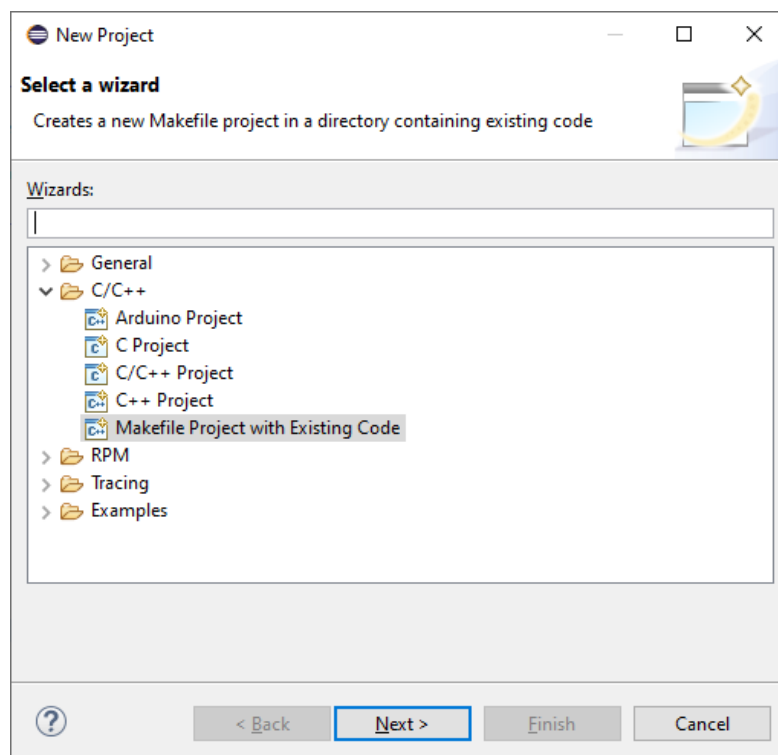 New Project
Select a wizard
Creates a new Makefile project in a directory containing existing code
Wizards:
General
C/C++
Arduino Project
C Project
C/C++ Project
C++ Project
Makefile Project with Existing Code
RPM
Tracing
Examples
? < Back Next > Finish Cancel